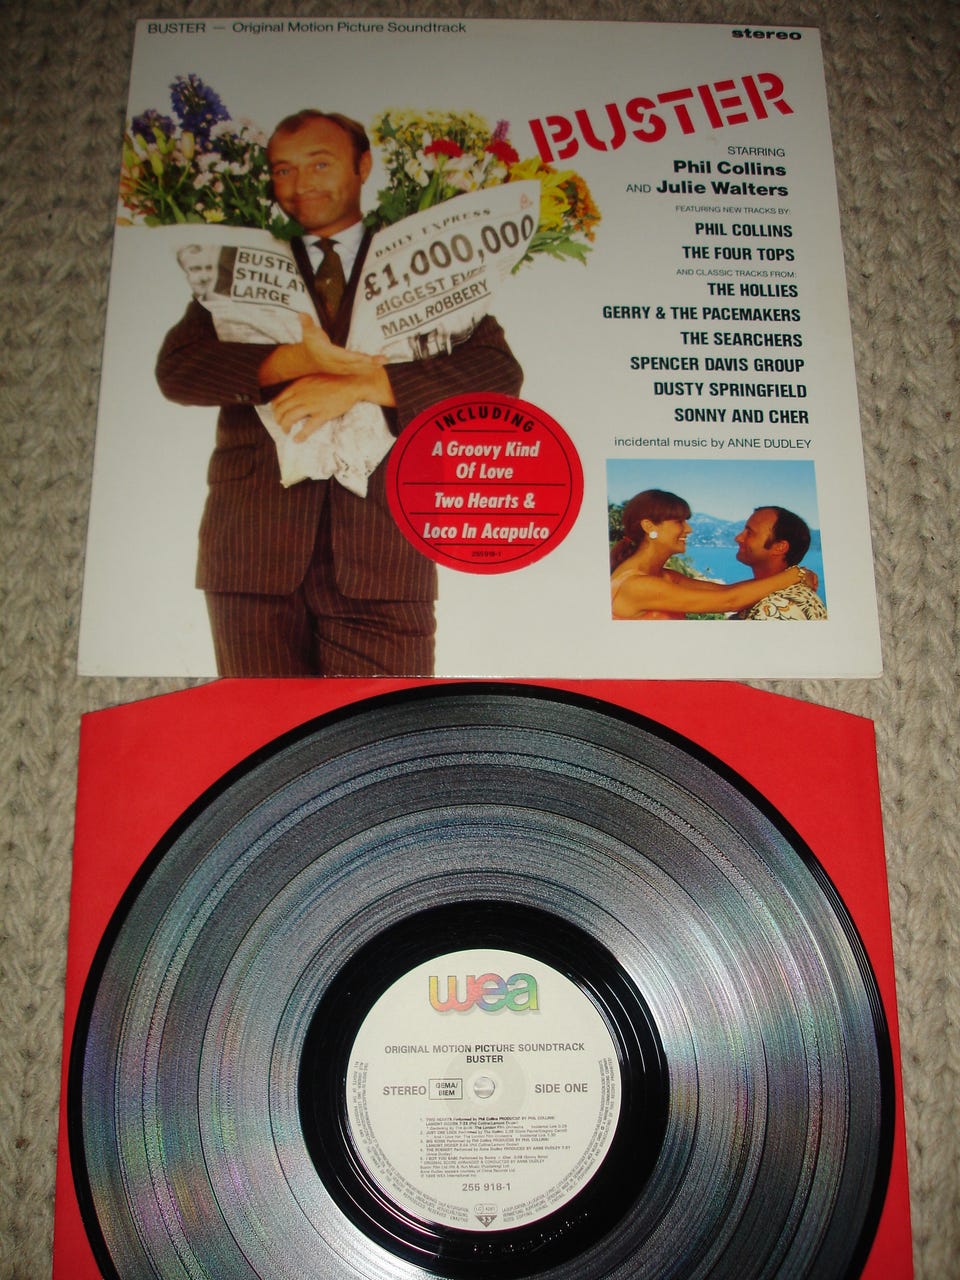 BUSTER — Original Motion Picture Soundtrack
stereo
BUSTER
STARRING
Phil Collins
AND Julie Walters
FEATURING NEW TRACKS BY:
PHIL COLLINS
THE FOUR TOPS
AND CLASSIC TRACKS FROM:
THE HOLLIES
GERRY & THE PACEMAKERS
THE SEARCHERS
SPENCER DAVIS GROUP
DUSTY SPRINGFIELD
SONNY AND CHER
incidental music by ANNE DUDLEY
BUSTER
STILL AT
LARGE
DAILY EXPRESS
£1,000,000
BIGGEST EVER
MAIL ROBBERY
INCLUDING
A Groovy Kind
Of Love
Two Hearts &
Loco In Acapulco
255 918-1
wea
ORIGINAL MOTION PICTURE SOUNDTRACK
BUSTER
STEREO
GEMA/
BIEM
SIDE ONE
255 918-1
33